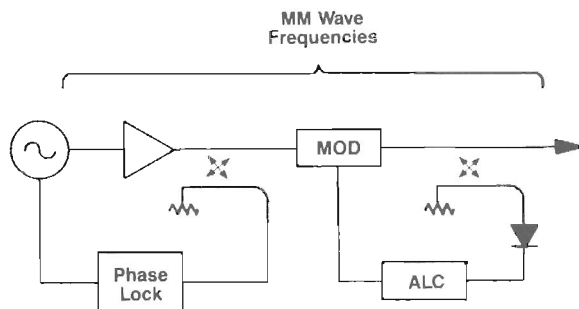 MM Wave
Frequencies
MOD
Phase
Lock
ALC